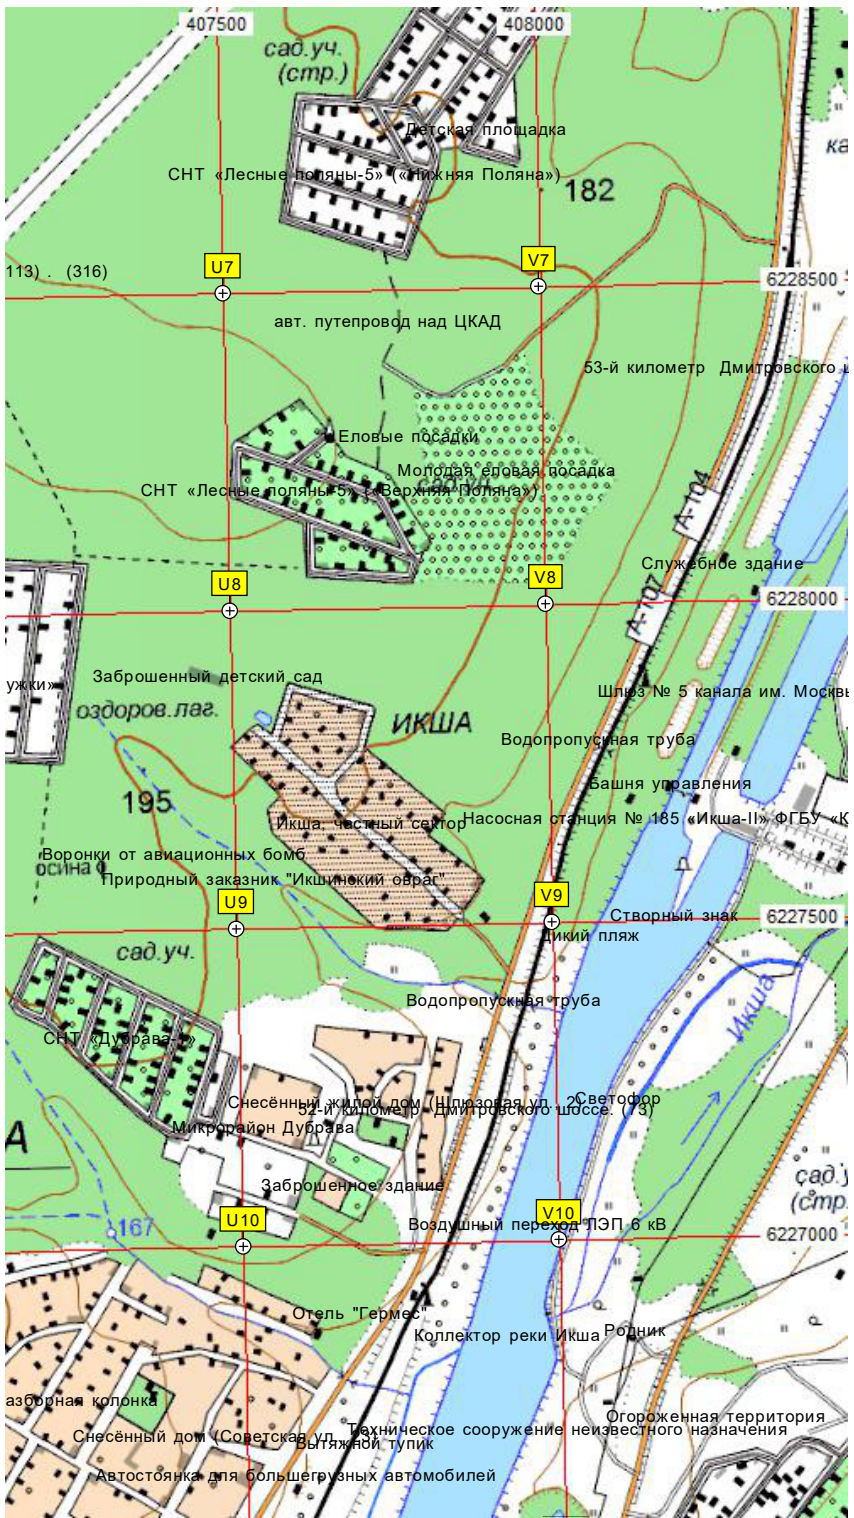 407500
408000
сад.уч.
(стр.)
Детская площадка
СНТ «Лесные поляны-5» («Нижняя Поляна»)
182
U7
V7
113) . (316)
6228500
авт. путепровод над ЦКАД
53-й километр Дмитровского
Еловые посадки
Молодая еловая посадка
сад.уч.
СНТ «Лесные поляны-5» («Верхняя Поляна»)
А-104
Служебное здание
U8
V8
6228000
А-107
Заброшенный детский сад
ужки»
Шлюз № 5 канала им. Москвы
оздоров.лаг.
ИКША
Водопропускная труба
Башня управления
195
Икша, частный сектор
Насосная станция № 185 «Икша-II» ФГБУ «К
Воронки от авиационных бомб
осина
Природный заказник "Икшинский овраг"
U9
V9
Створный знак
6227500
Дикий пляж
сад.уч.
Водопропускная труба
Икша
СНТ «Дубрава-1»
Снесённый жилой дом (Шлюзовая ул., 2)
Светофор
52-й километр Дмитровского шоссе. (73)
Микрорайон Дубрава
А
Заброшенное здание
сад.у
(стр.
U10
V10
167
Воздушный переход ЛЭП 6 кВ
6227000
Отель "Гермес"
Коллектор реки Икша
Родник
азборная колонка
Огороженная территория
Снесённый дом (Советская ул.
Техническое сооружение неизвестного назначения
Вытяжной тупик
Автостоянка для большегрузных автомобилей